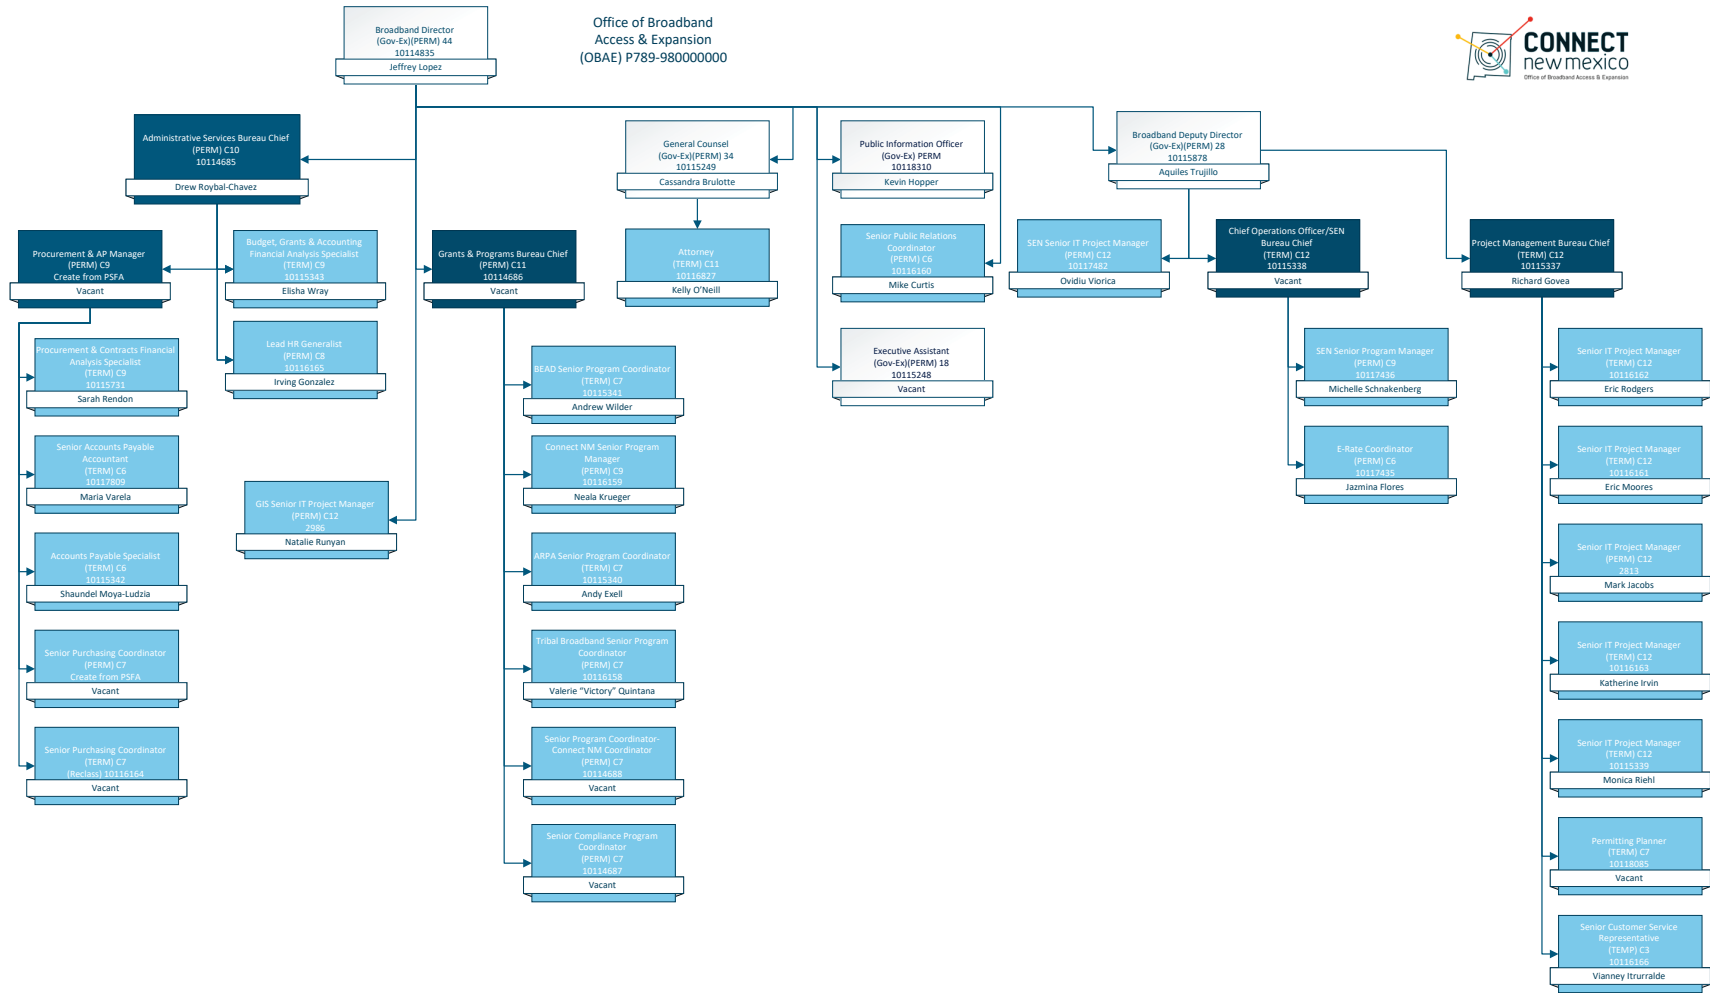 Office of Broadband
Access & Expansion
(OBAE) P789-980000000
CONNECT
new mexico
Office of Broadband Access & Expansion
Broadband Director
(Gov-Ex)(PERM) 44
10114835
Jeffrey Lopez
Administrative Services Bureau Chief
(PERM) C10
10114685
Drew Roybal-Chavez
General Counsel
(Gov-Ex)(PERM) 34
10115249
Cassandra Brulotte
Public Information Officer
(Gov-Ex) PERM
10118310
Kevin Hopper
Broadband Deputy Director
(Gov-Ex)(PERM) 28
10115878
Aquiles Trujillo
Procurement & AP Manager
(PERM) C9
Create from PSFA
Vacant
Budget, Grants & Accounting
Financial Analysis Specialist
(TERM) C9
10115343
Elisha Wray
Grants & Programs Bureau Chief
(PERM) C11
10114686
Vacant
Attorney
(TERM) C11
10116827
Kelly O’Neill
Senior Public Relations
Coordinator
(PERM) C6
10116160
Mike Curtis
SEN Senior IT Project Manager
(PERM) C12
10117482
Ovidiu Viorica
Chief Operations Officer/SEN
Bureau Chief
(TERM) C12
10115338
Vacant
Project Management Bureau Chief
(TERM) C12
10115337
Richard Govea
Procurement & Contracts Financial
Analysis Specialist
(TERM) C9
10115731
Sarah Rendon
Lead HR Generalist
(PERM) C8
10116165
Irving Gonzalez
BEAD Senior Program Coordinator
(TERM) C7
10115341
Andrew Wilder
Executive Assistant
(Gov-Ex)(PERM) 18
10115248
Vacant
SEN Senior Program Manager
(PERM) C9
10117436
Michelle Schnakenberg
Senior IT Project Manager
(TERM) C12
10116162
Eric Rodgers
Senior Accounts Payable
Accountant
(TERM) C6
10117809
Maria Varela
GIS Senior IT Project Manager
(PERM) C12
2986
Natalie Runyan
Connect NM Senior Program
Manager
(PERM) C9
10116159
Neala Krueger
E-Rate Coordinator
(PERM) C6
10117435
Jazmina Flores
Senior IT Project Manager
(TERM) C12
10116161
Eric Moores
Accounts Payable Specialist
(TERM) C6
10115342
Shaundel Moya-Ludzia
ARPA Senior Program Coordinator
(TERM) C7
10115340
Andy Exell
Senior IT Project Manager
(PERM) C12
2813
Mark Jacobs
Senior Purchasing Coordinator
(PERM) C7
Create from PSFA
Vacant
Tribal Broadband Senior Program
Coordinator
(PERM) C7
10116158
Valerie “Victory” Quintana
Senior IT Project Manager
(TERM) C12
10116163
Katherine Irvin
Senior Purchasing Coordinator
(TERM) C7
(Reclass) 10116164
Vacant
Senior Program Coordinator-
Connect NM Coordinator
(PERM) C7
10114688
Vacant
Senior IT Project Manager
(TERM) C12
10115339
Monica Riehl
Senior Compliance Program
Coordinator
(PERM) C7
10114687
Vacant
Permitting Planner
(TERM) C7
10118085
Vacant
Senior Customer Service
Representative
(TEMP) C3
10116166
Vianney Itrurralde